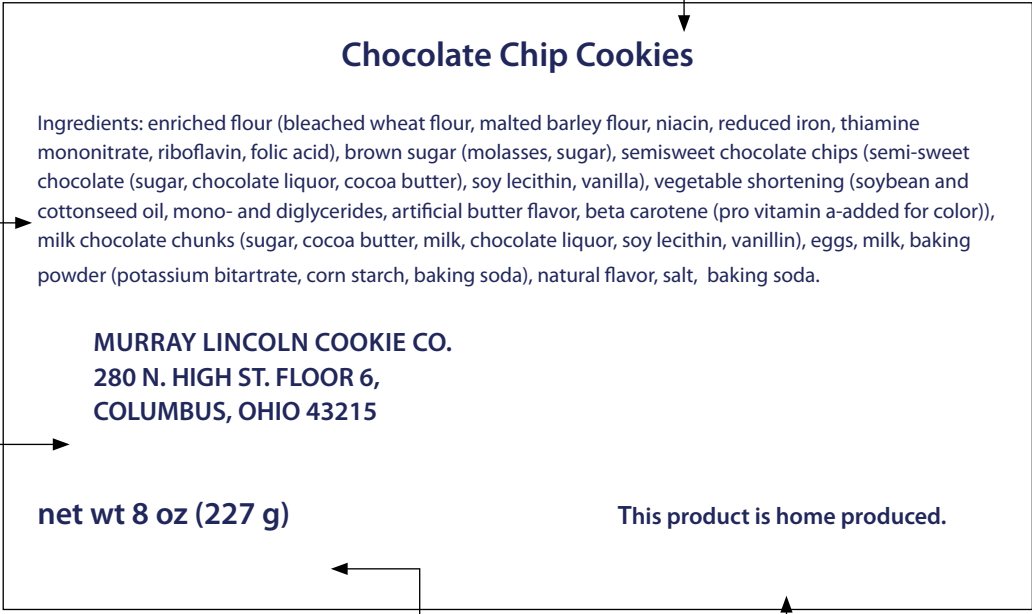 Chocolate Chip Cookies
Ingredients: enriched flour (bleached wheat flour, malted barley flour, niacin, reduced iron, thiamine
mononitrate, riboflavin, folic acid), brown sugar (molasses, sugar), semisweet chocolate chips (semi-sweet
chocolate (sugar, chocolate liquor, cocoa butter), soy lecithin, vanilla), vegetable shortening (soybean and
cottonseed oil, mono- and diglycerides, artificial butter flavor, beta carotene (pro vitamin a-added for color)),
milk chocolate chunks (sugar, cocoa butter, milk, chocolate liquor, soy lecithin, vanillin), eggs, milk, baking
powder (potassium bitartrate, corn starch, baking soda), natural flavor, salt, baking soda.
MURRAY LINCOLN COOKIE CO.
280 N. HIGH ST. FLOOR 6,
COLUMBUS, OHIO 43215
net wt 8 oz (227 g)
This product is home produced.